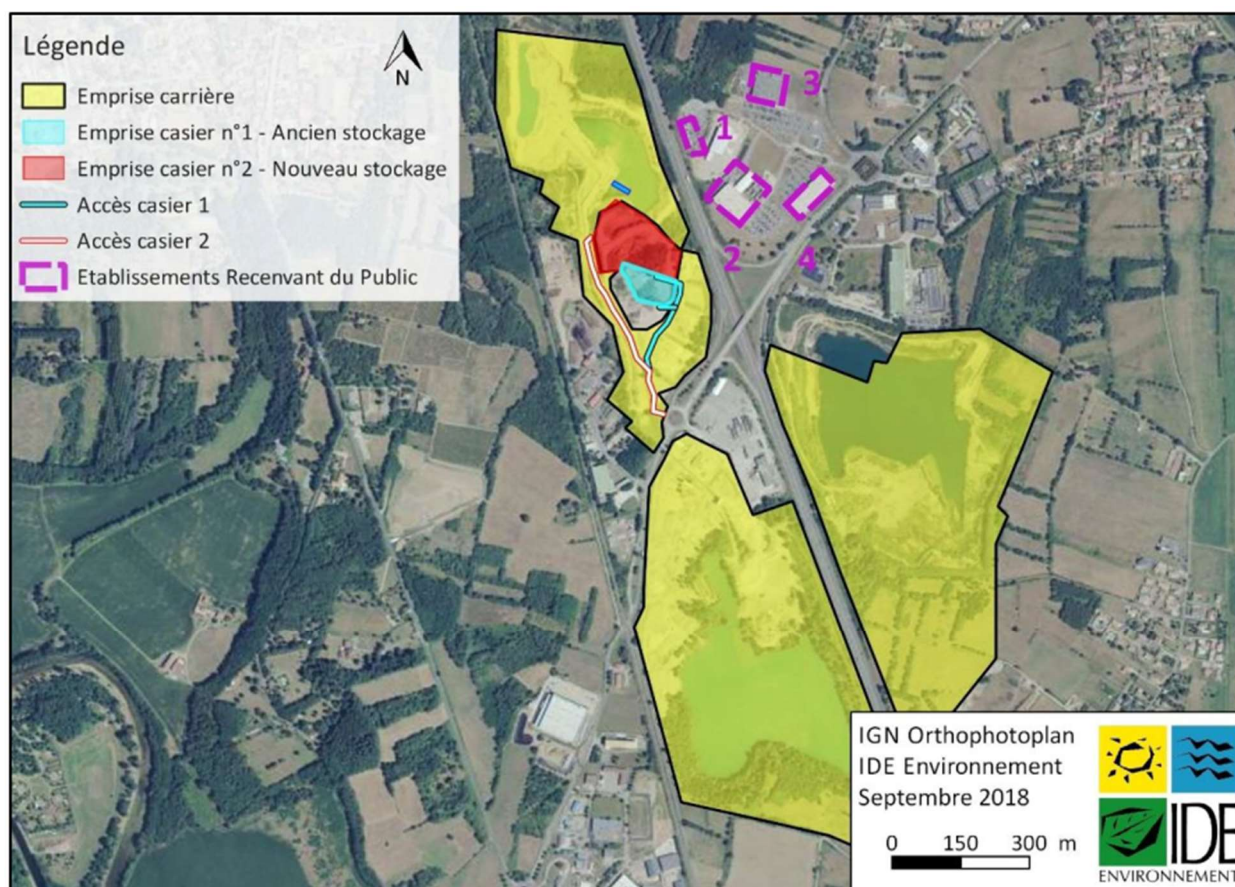 Légende
N
Emprise carrière
Emprise casier n°1 - Ancien stockage
Emprise casier n°2 - Nouveau stockage
Accès casier 1
Accès casier 2
Etablissements Recenvant du Public
3
1
2
4
IGN Orthophotoplan
IDE Environnement
Septembre 2018
0 150 300 m
IDE
ENVIRONNEMENT